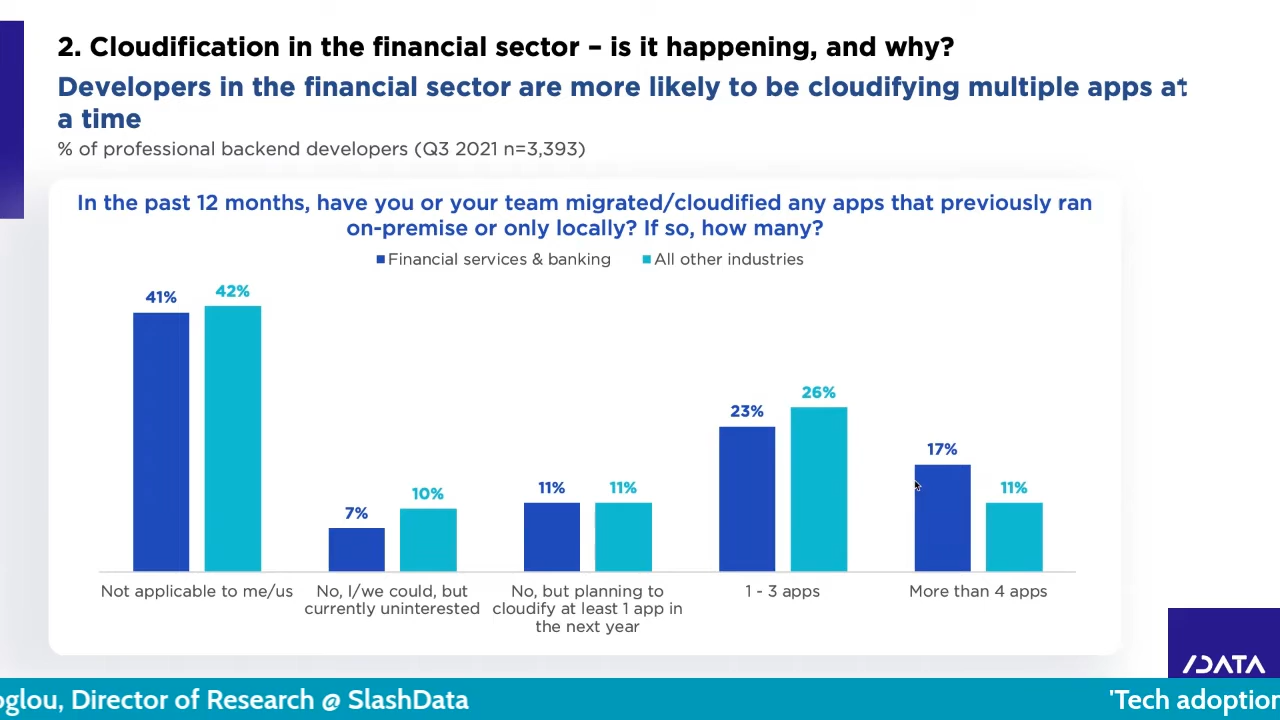 2. Cloudification in the financial sector – is it happening, and why?
Developers in the financial sector are more likely to be cloudifying multiple apps at
a time
% of professional backend developers (Q3 2021 n=3,393)
In the past 12 months, have you or your team migrated/cloudified any apps that previously ran
on-premise or only locally? If so, how many?
Financial services & banking
All other industries
41%
42%
7%
10%
11%
11%
23%
26%
17%
11%
Not applicable to me/us
No, I/we could, but
currently uninterested
No, but planning to
cloudify at least 1 app in
the next year
1 - 3 apps
More than 4 apps
/DATA
oglou, Director of Research @ SlashData
'Tech adoption